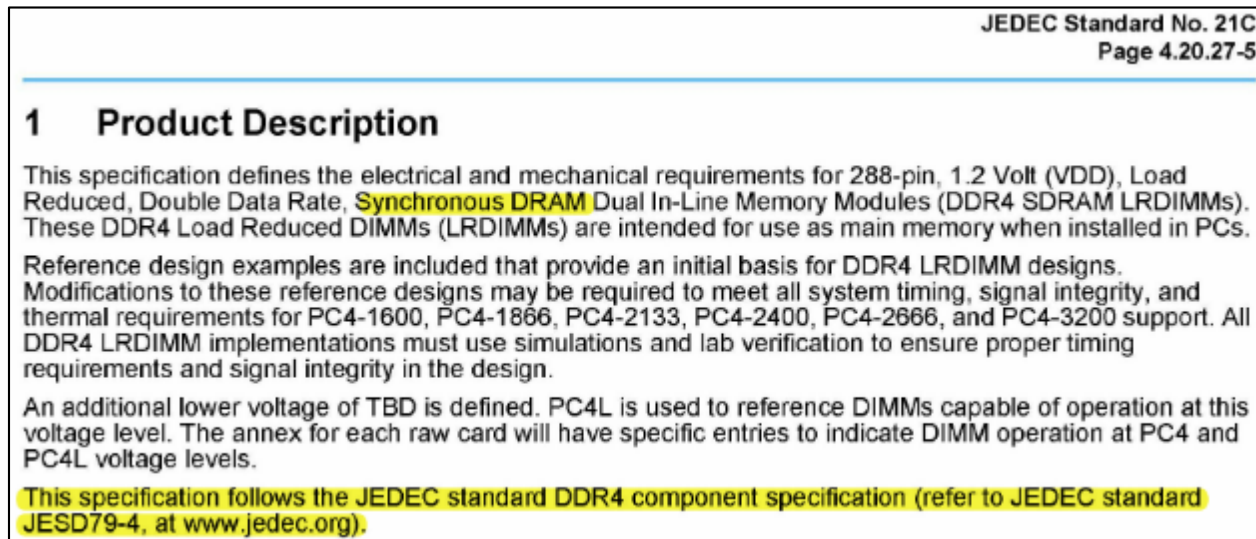 JEDEC Standard No. 21C
Page 4.20.27-5
1 Product Description
This specification defines the electrical and mechanical requirements for 288-pin, 1.2 Volt (VDD), Load
Reduced, Double Data Rate, Synchronous DRAM Dual In-Line Memory Modules (DDR4 SDRAM LRDIMMs).
These DDR4 Load Reduced DIMMs (LRDIMMs) are intended for use as main memory when installed in PCs.
Reference design examples are included that provide an initial basis for DDR4 LRDIMM designs.
Modifications to these reference designs may be required to meet all system timing, signal integrity, and
thermal requirements for PC4-1600, PC4-1866, PC4-2133, PC4-2400, PC4-2666, and PC4-3200 support. All
DDR4 LRDIMM implementations must use simulations and lab verification to ensure proper timing
requirements and signal integrity in the design.
An additional lower voltage of TBD is defined. PC4L is used to reference DIMMs capable of operation at this
voltage level. The annex for each raw card will have specific entries to indicate DIMM operation at PC4 and
PC4L voltage levels.
This specification follows the JEDEC standard DDR4 component specification (refer to JEDEC standard
JESD79-4, at www.jedec.org).